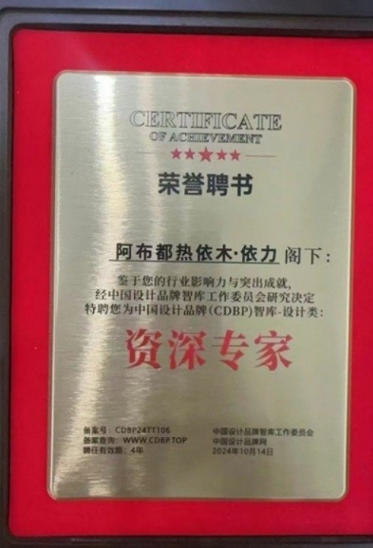 CERTIFICATE
OF ACHIEVEMENT
荣誉聘书
阿布都热依木·依力 阁下：
鉴于您的行业影响力与突出成就，
经中国设计品牌智库工作委员会研究决定
特聘您为中国设计品牌(CDBP)智库-设计类：
资深专家
备案号：CDBP24TT106
备案查询：WWW.CDBP.TOP
聘任有效期：4年
中国设计品牌智库工作委员会
中国设计品牌网
2024年10月14日